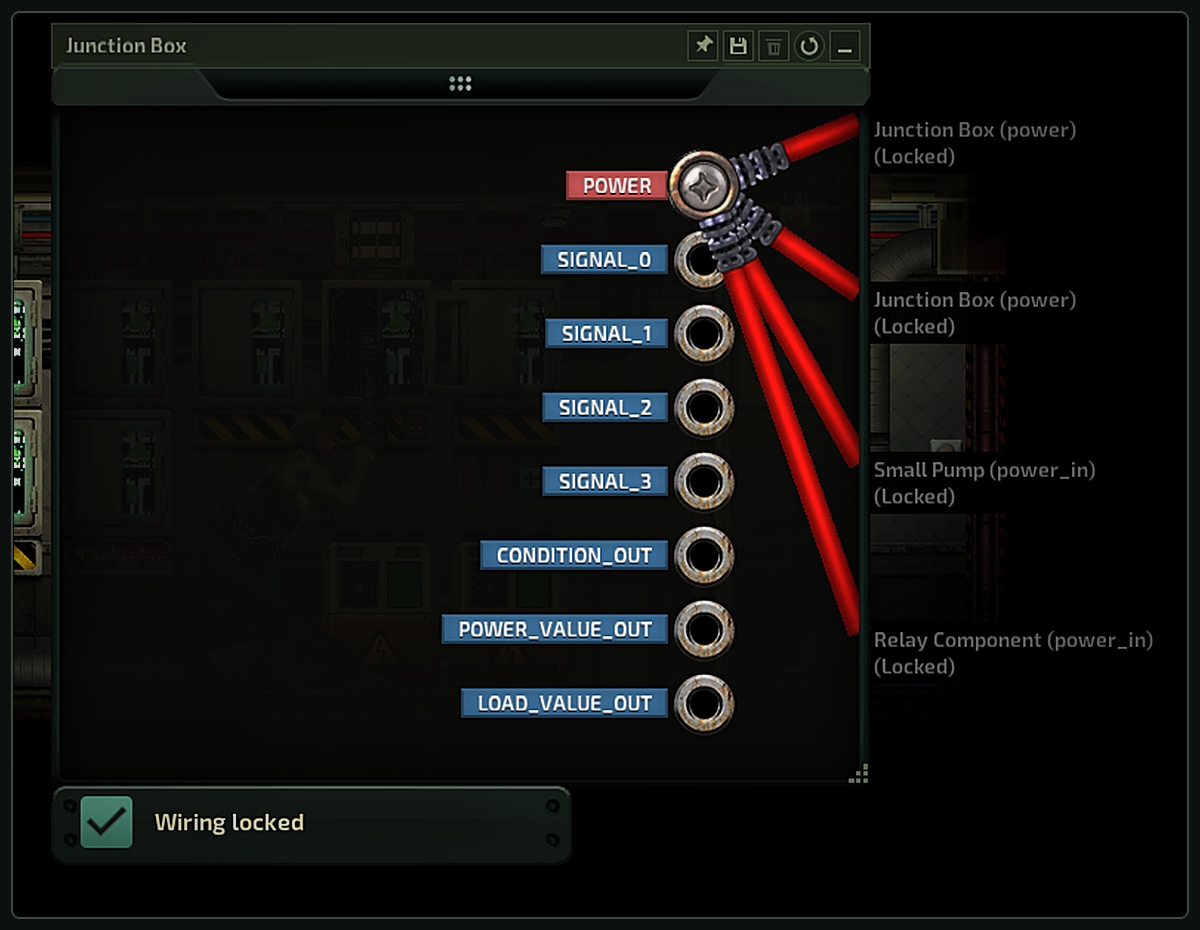 Junction Box
Junction Box (power)
(Locked)
POWER
SIGNAL_0
Junction Box (power)
(Locked)
SIGNAL_1
SIGNAL_2
Small Pump (power_in)
(Locked)
SIGNAL_3
CONDITION_OUT
POWER_VALUE_OUT
Relay Component (power_in)
(Locked)
LOAD_VALUE_OUT
Wiring locked